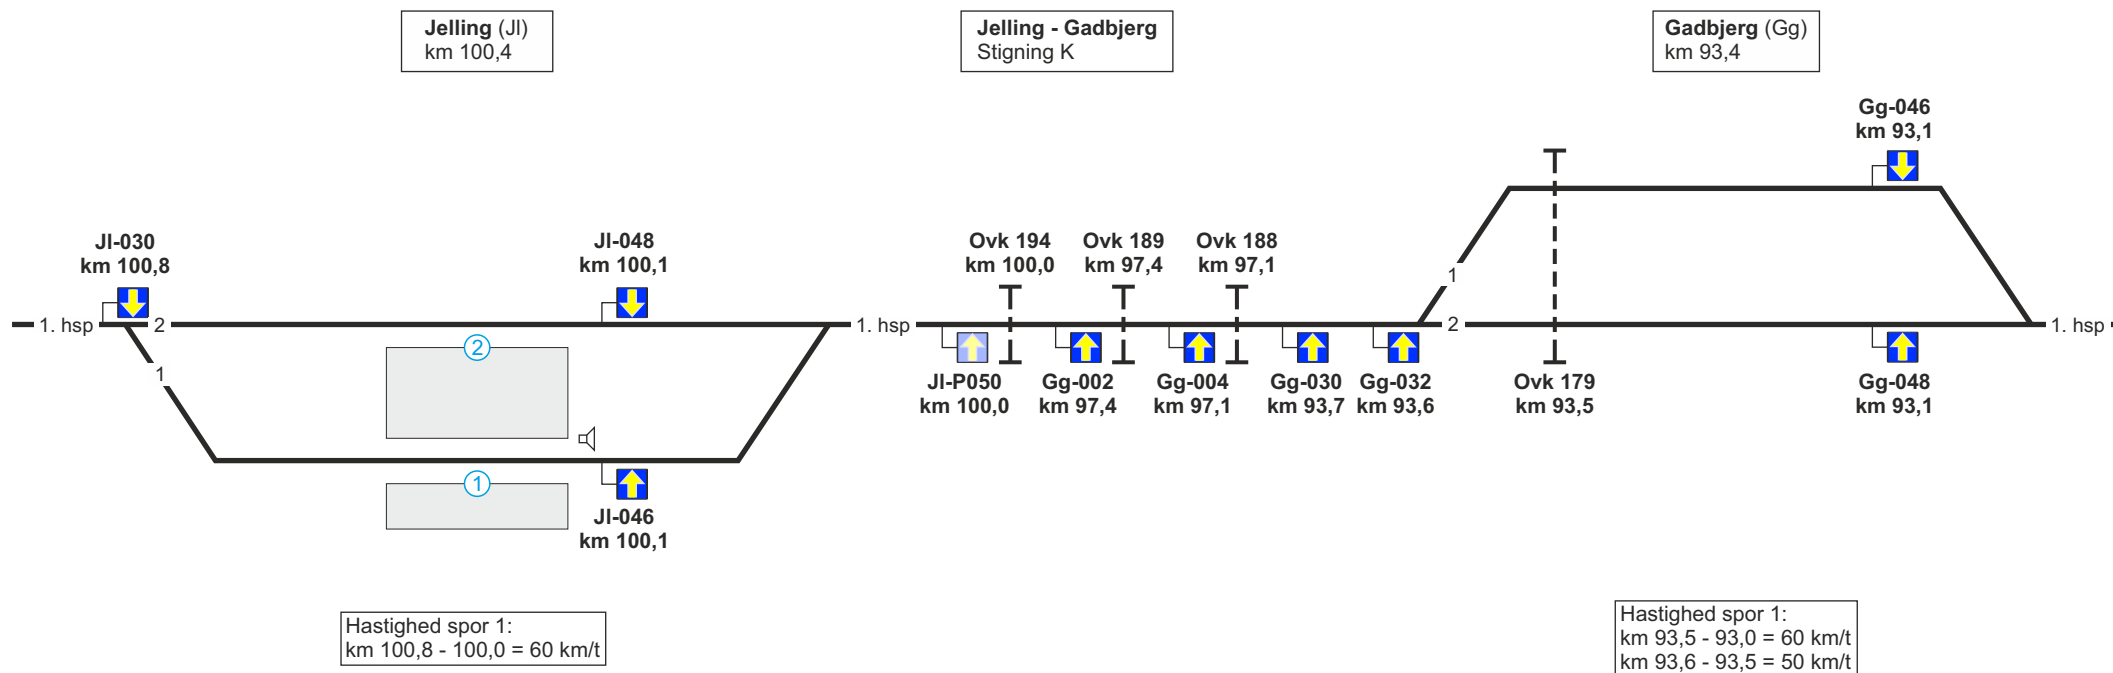 Jelling (Jl)
km 100,4
Jelling - Gadbjerg
Stigning K
Gadbjerg (Gg)
km 93,4
Gg-046
km 93,1
Jl-030
km 100,8
Jl-048
km 100,1
Ovk 194
km 100,0
Ovk 189
km 97,4
Ovk 188
km 97,1
1
1. hsp
2
1. hsp
2
1. hsp
2
1
Jl-P050
km 100,0
Gg-002
km 97,4
Gg-004
km 97,1
Gg-030
km 93,7
Gg-032
km 93,6
Ovk 179
km 93,5
Gg-048
km 93,1
1
Jl-046
km 100,1
Hastighed spor 1:
km 100,8 - 100,0 = 60 km/t
Hastighed spor 1:
km 93,5 - 93,0 = 60 km/t
km 93,6 - 93,5 = 50 km/t